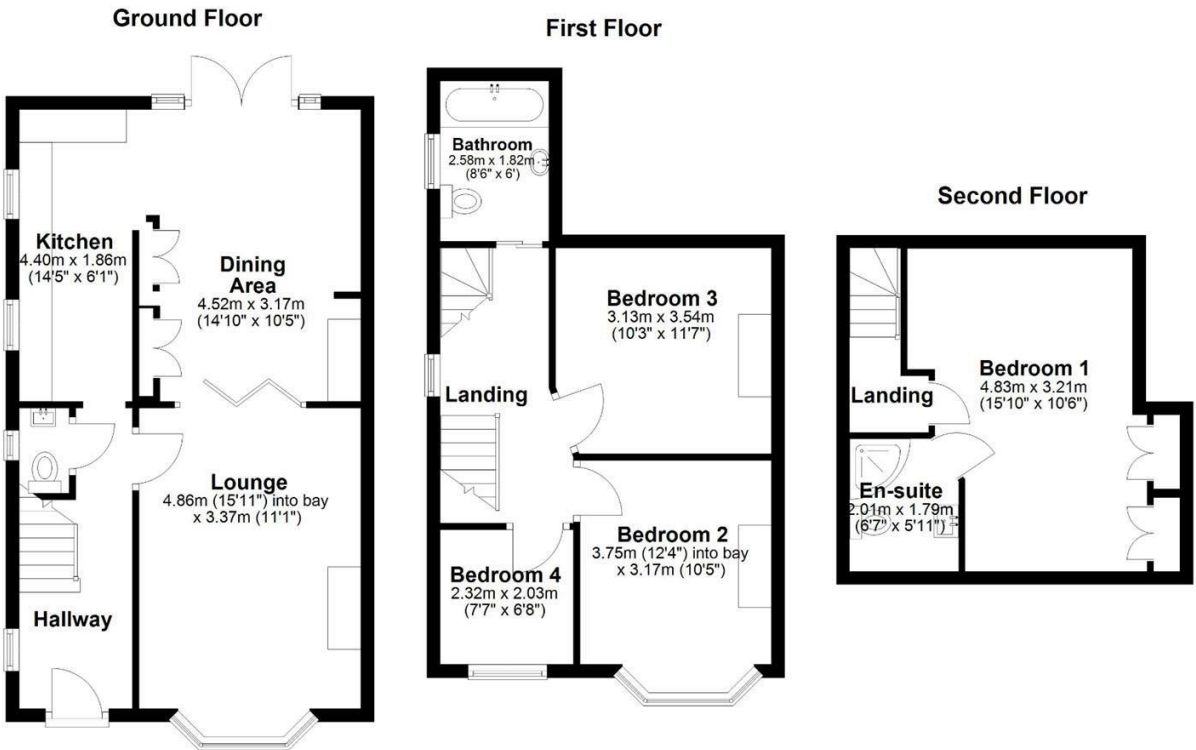 Ground Floor
Kitchen
4.40m x 1.86m
(14'5" x 6'1")
Dining
Area
4.52m x 3.17m
(14'10" x 10'5")
Lounge
4.86m (15'11") into bay
x 3.37m (11'1")
Hallway
First Floor
Bathroom
2.58m x 1.82m
(8'6" x 6')
Bedroom 3
3.13m x 3.54m
(10'3" x 11'7")
Landing
Bedroom 2
3.75m (12'4") into bay
x 3.17m (10'5")
Bedroom 4
2.32m x 2.03m
(7'7" x 6'8")
Second Floor
Bedroom 1
4.83m x 3.21m
(15'10" x 10'6")
Landing
En-suite
2.01m x 1.79m
(6'7" x 5'11")